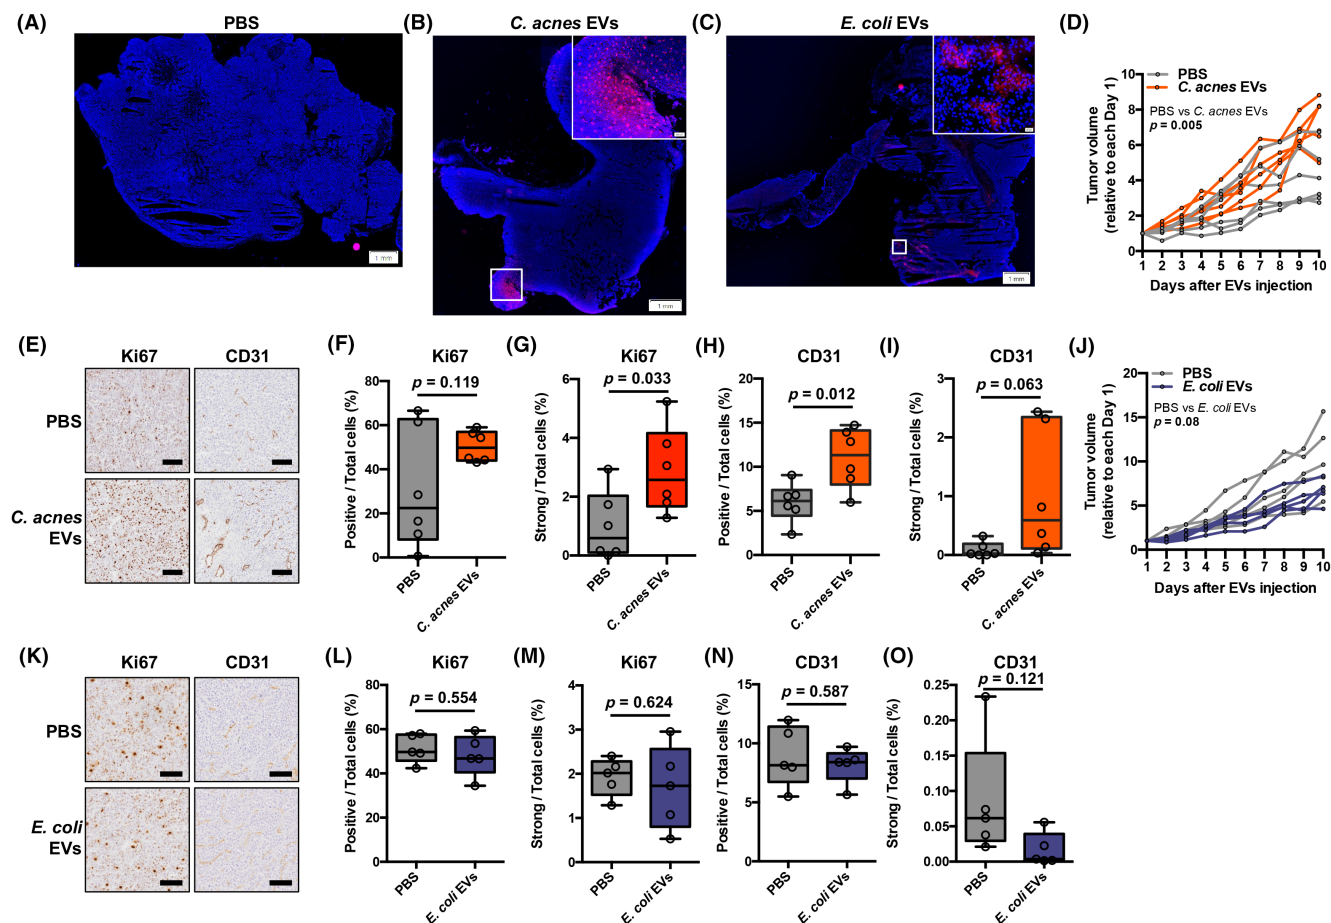 (A)
PBS
1 mm
(B)
C. acnes EVs
1 mm
(C)
E. coli EVs
1 mm
(D)
PBS
C. acnes EVs
PBS vs C. acnes EVs
p = 0.005
Tumor volume
(relative to each Day 1)
10
8
6
4
2
0
1 2 3 4 5 6 7 8 9 10
Days after EVs injection
(E)
Ki67
CD31
PBS
C. acnes
EVs
(F)
Ki67
p = 0.119
Positive / Total cells (%)
80
60
40
20
0
PBS
C. acnes EVs
(G)
Ki67
p = 0.033
Strong / Total cells (%)
6
4
2
0
PBS
C. acnes EVs
(H)
CD31
p = 0.012
Positive / Total cells (%)
20
15
10
5
0
PBS
C. acnes EVs
(I)
CD31
p = 0.063
Strong / Total cells (%)
3
2
1
0
PBS
C. acnes EVs
(J)
PBS
E. coli EVs
PBS vs E. coli EVs
p = 0.08
Tumor volume
(relative to each Day 1)
20
15
10
5
0
1 2 3 4 5 6 7 8 9 10
Days after EVs injection
(K)
Ki67
CD31
PBS
E. coli
EVs
(L)
Ki67
p = 0.554
Positive / Total cells (%)
80
60
40
20
0
PBS
E. coli EVs
(M)
Ki67
p = 0.624
Strong / Total cells (%)
4
3
2
1
0
PBS
E. coli EVs
(N)
CD31
p = 0.587
Positive / Total cells (%)
15
10
5
0
PBS
E. coli EVs
(O)
CD31
p = 0.121
Strong / Total cells (%)
0.25
0.20
0.15
0.10
0.05
0.00
PBS
E. coli EVs